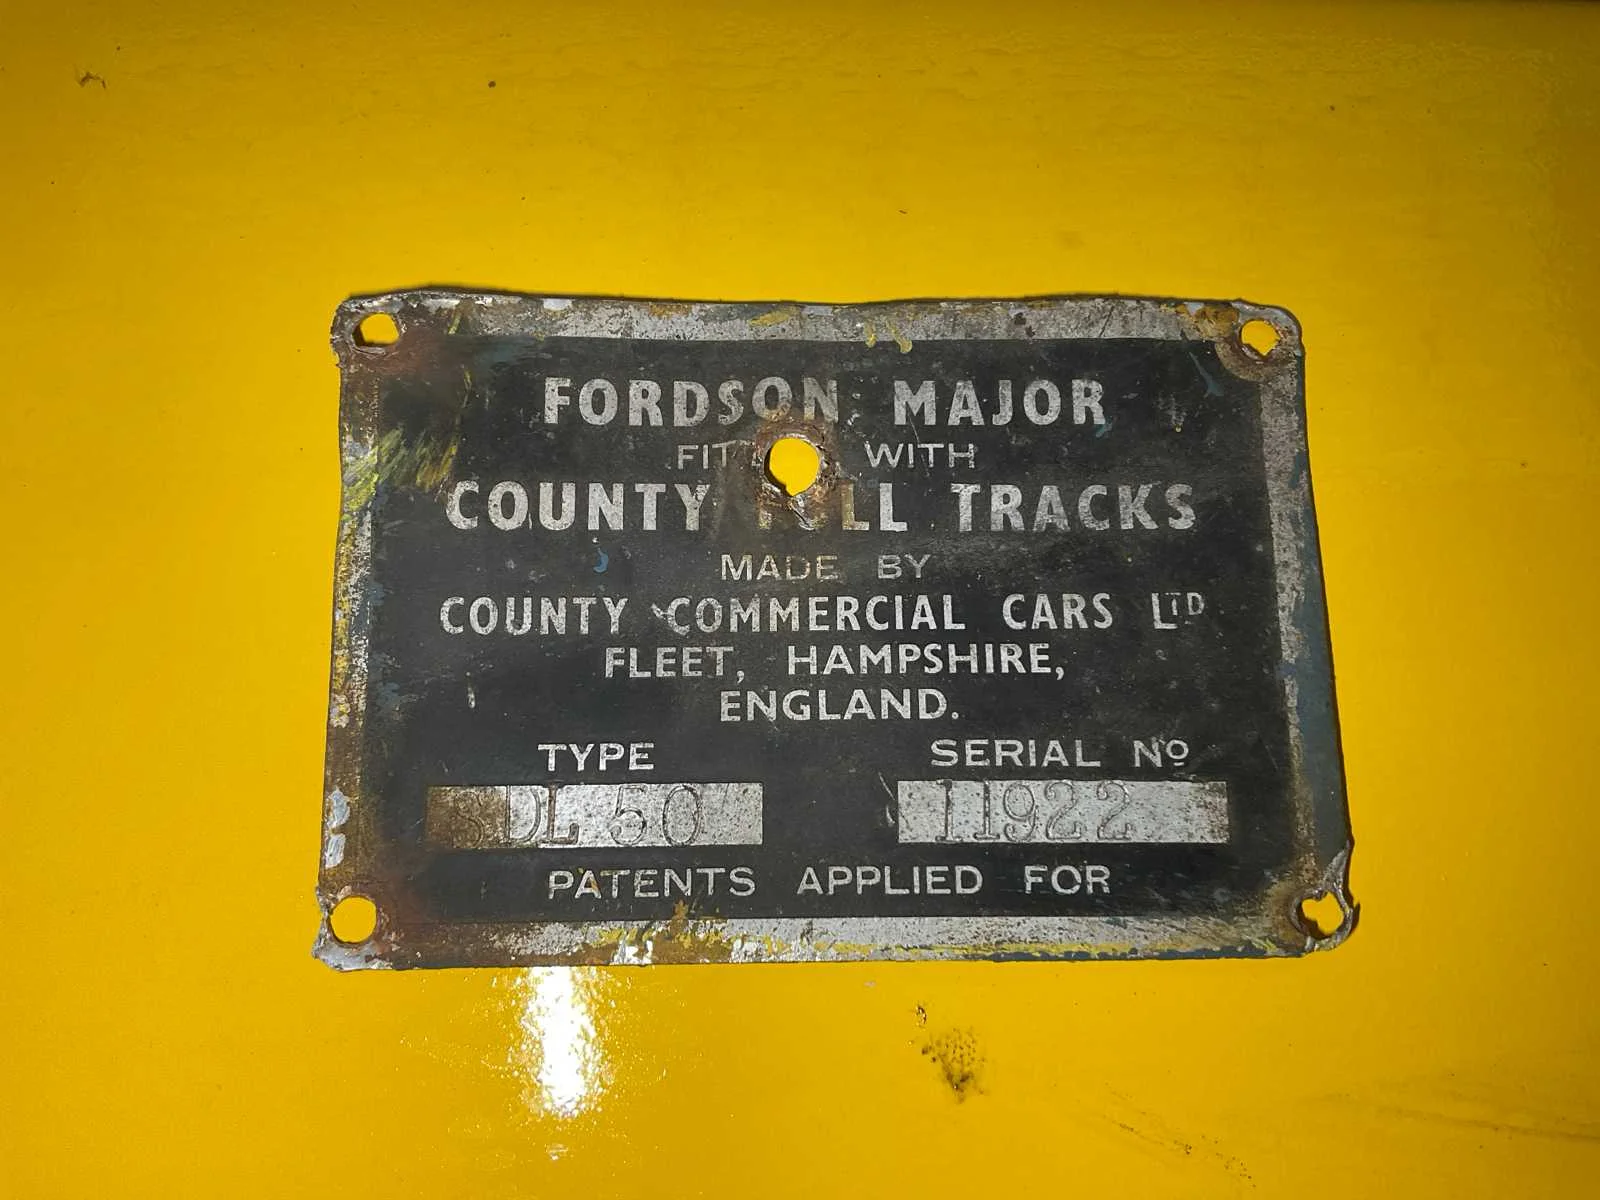 FORDSON MAJOR
WITH
COUNTY TRACKS
MADE BY
COUNTY COMMERCIAL CARS LTD
FLEET, HAMPSHIRE,
ENGLAND.
TYPE SERIAL NO
DL 50 11922
PATENTS APPLIED FOR